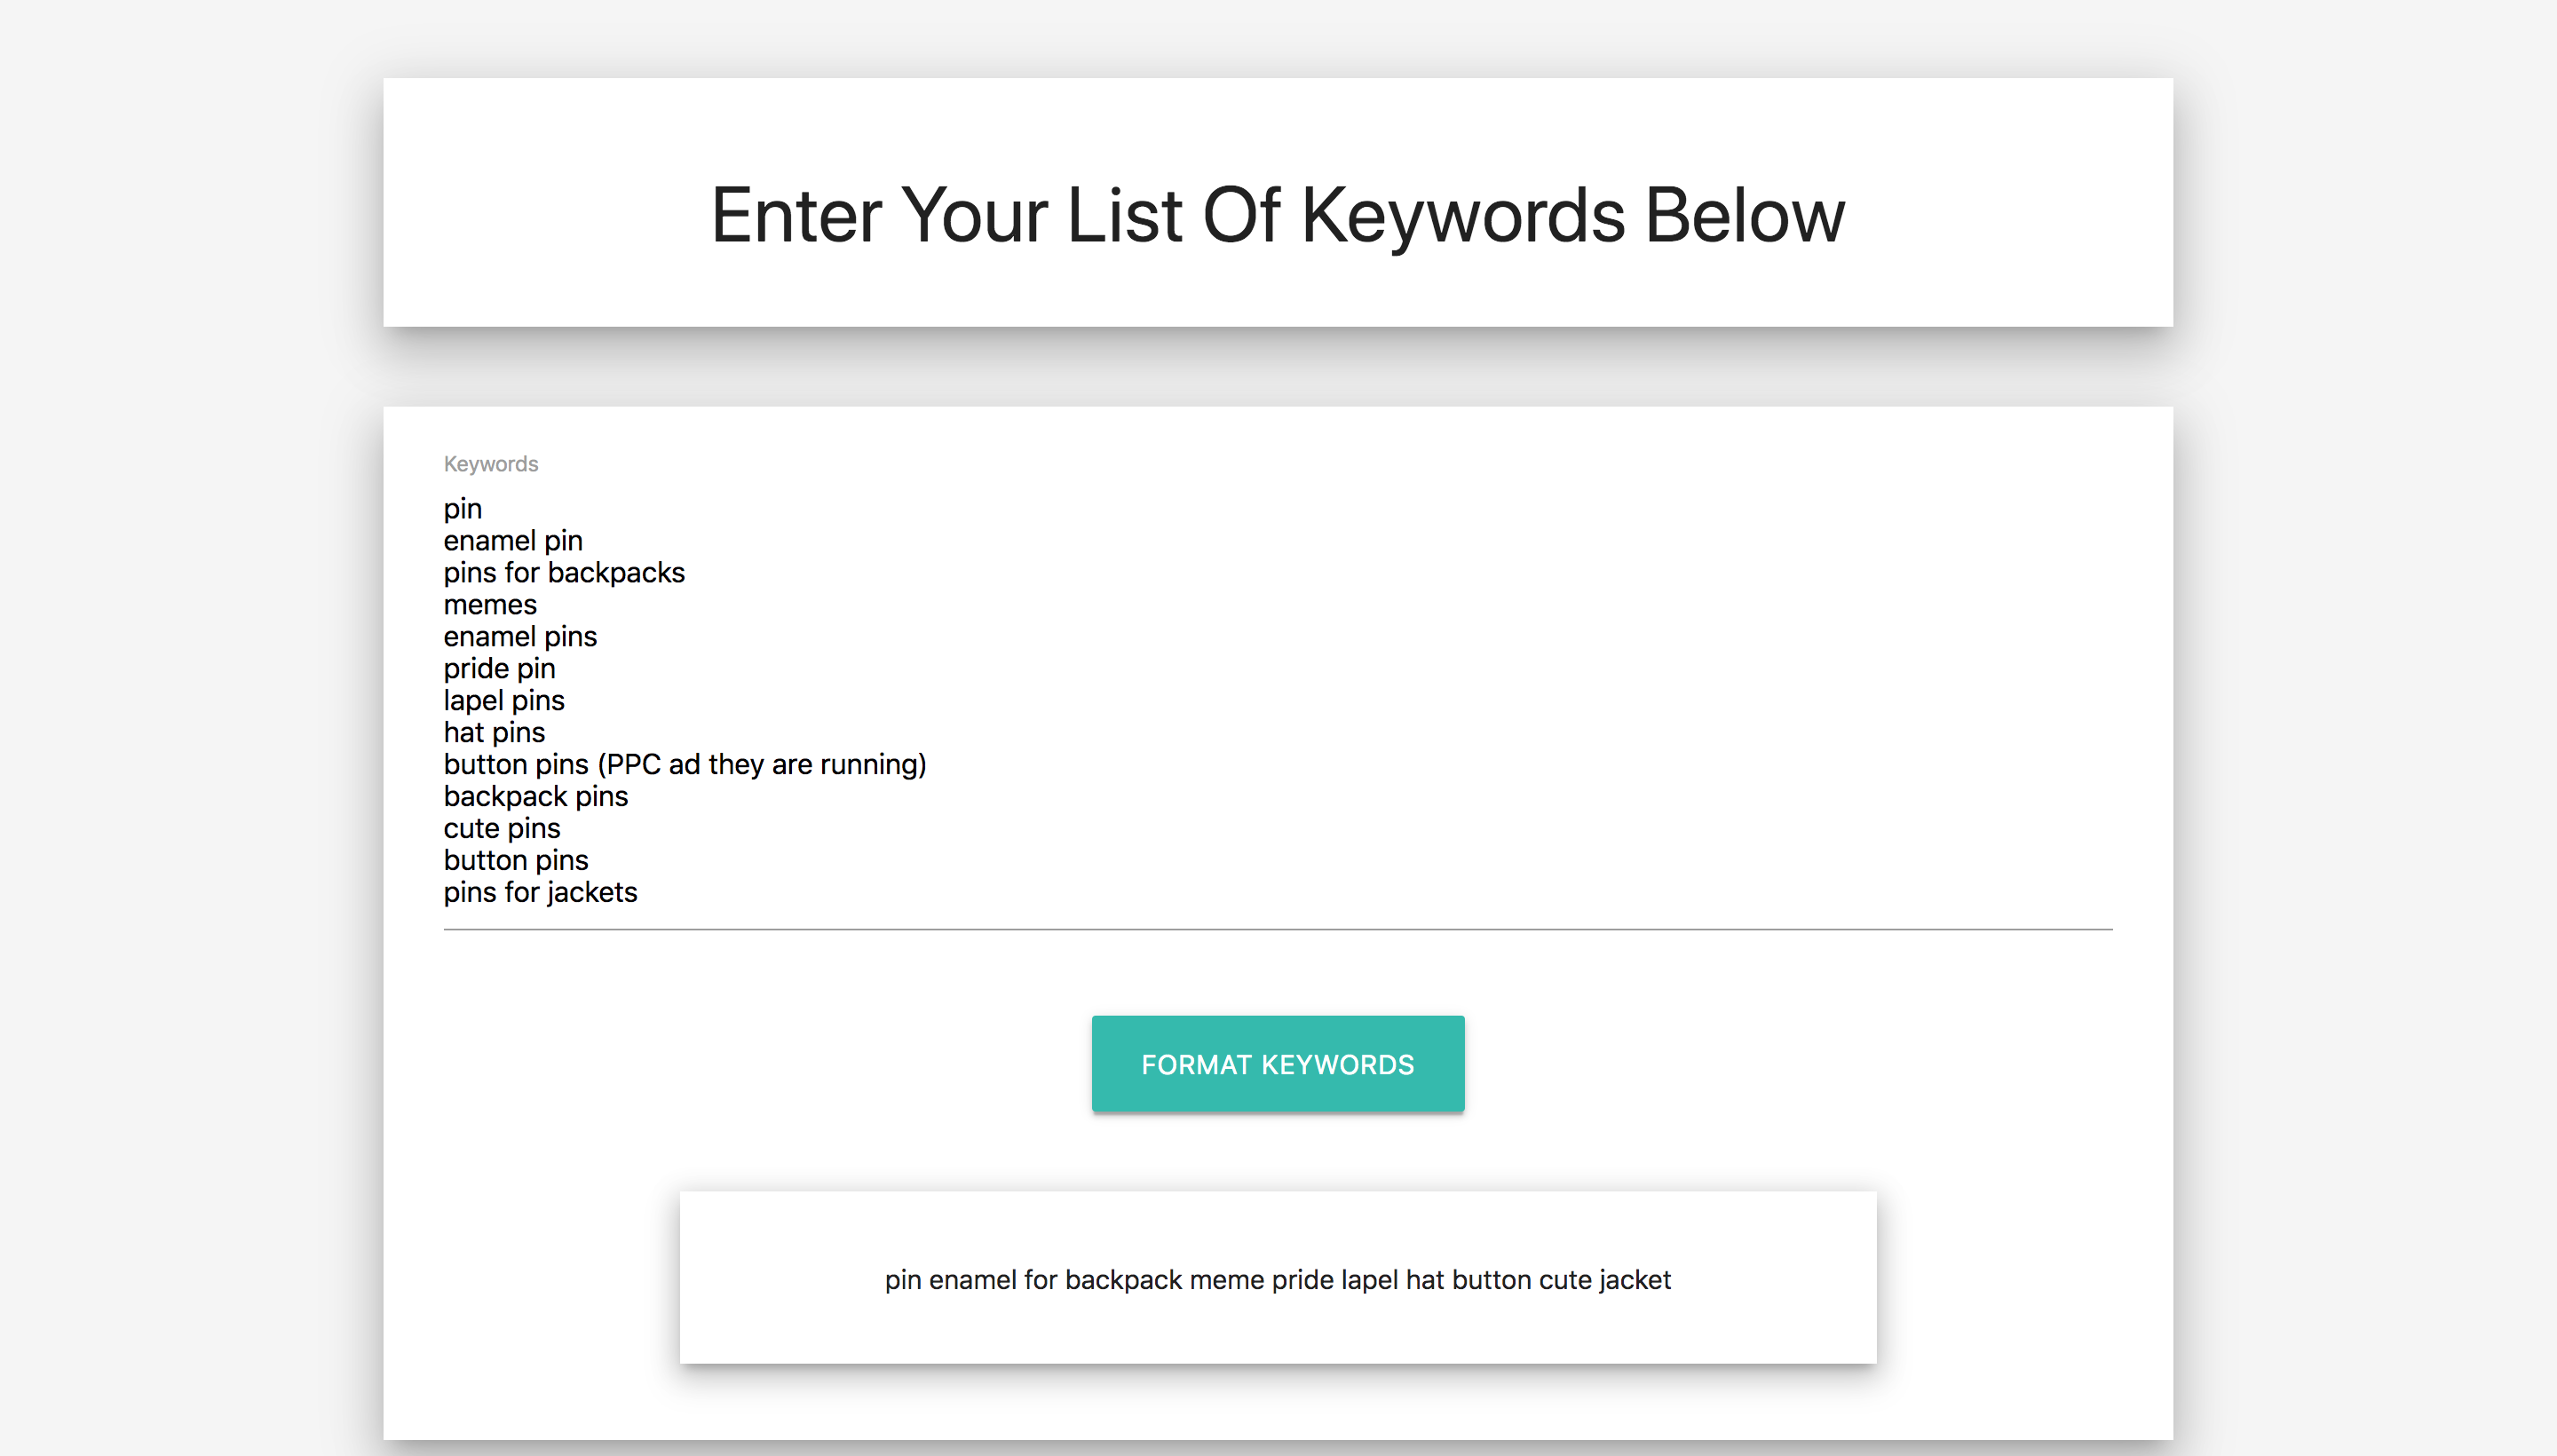 Enter Your List Of Keywords Below
Keywords
pin
enamel pin
pins for backpacks
memes
enamel pins
pride pin
lapel pins
hat pins
button pins (PPC ad they are running)
backpack pins
cute pins
button pins
pins for jackets
FORMAT KEYWORDS
pin enamel for backpack meme pride lapel hat button cute jacket